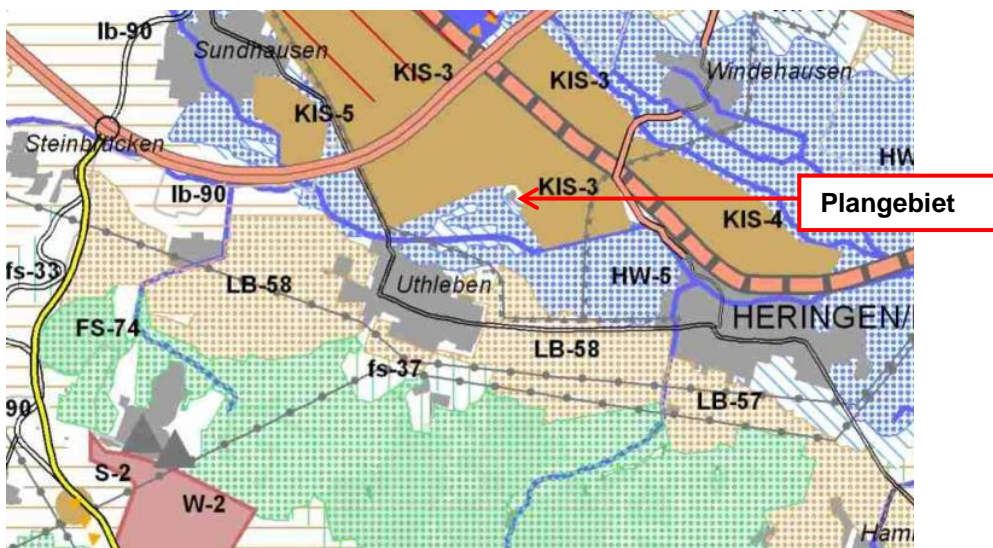 Ib-90
Sundhausen
KIS-3
KIS-3
Windehausen
KIS-5
Steinbrücken
HW
Ib-90
KIS-3
Plangebiet
KIS-4
fs-33
LB-58
Uthleben
HW-5
FS-74
HERINGEN/
LB-58
fs-37
LB-57
90
S-2
W-2
Ham